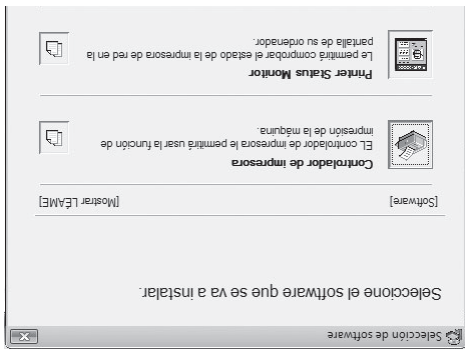 Selección de software
Seleccione el software que se va a instalar.
[Software] [Mostrar LÉAME]
Controlador de impresora
EL controlador de impresora le permitirá usar la función de
impresión de la máquina.
Printer Status Monitor
Le permitirá comprobar el estado de la impresora de red en la
pantalla de su ordenador.